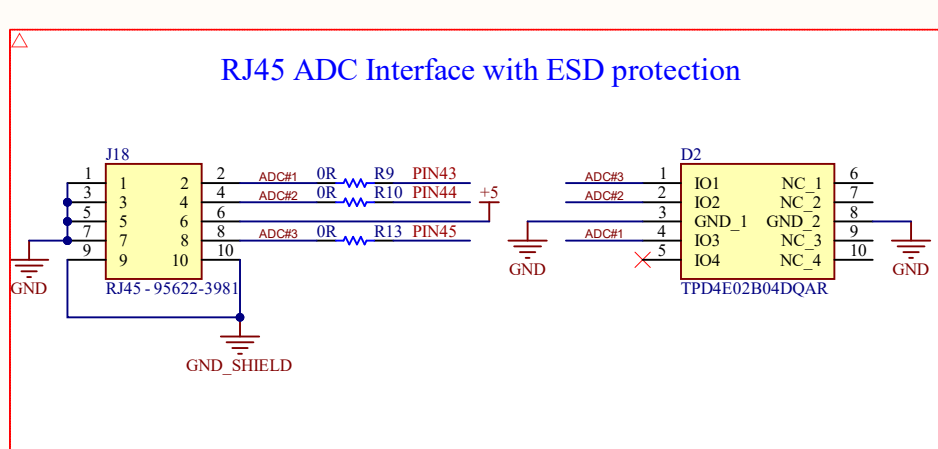 RJ45 ADC Interface with ESD protection
J18
1 1 2 2 ADC#1 0R R9 PIN43
3 3 4 4 ADC#2 0R R10 PIN44 +5
5 5 6 6
7 7 8 8 ADC#3 0R R13 PIN45
9 9 10 10
GND
RJ45 - 95622-3981
GND_SHIELD
D2
ADC#3 1 IO1 NC_1 6
ADC#2 2 IO2 NC_2 7
3 GND_1 GND_2 8
ADC#1 4 IO3 NC_3 9
5 IO4 NC_4 10
GND GND
TPD4E02B04DQAR